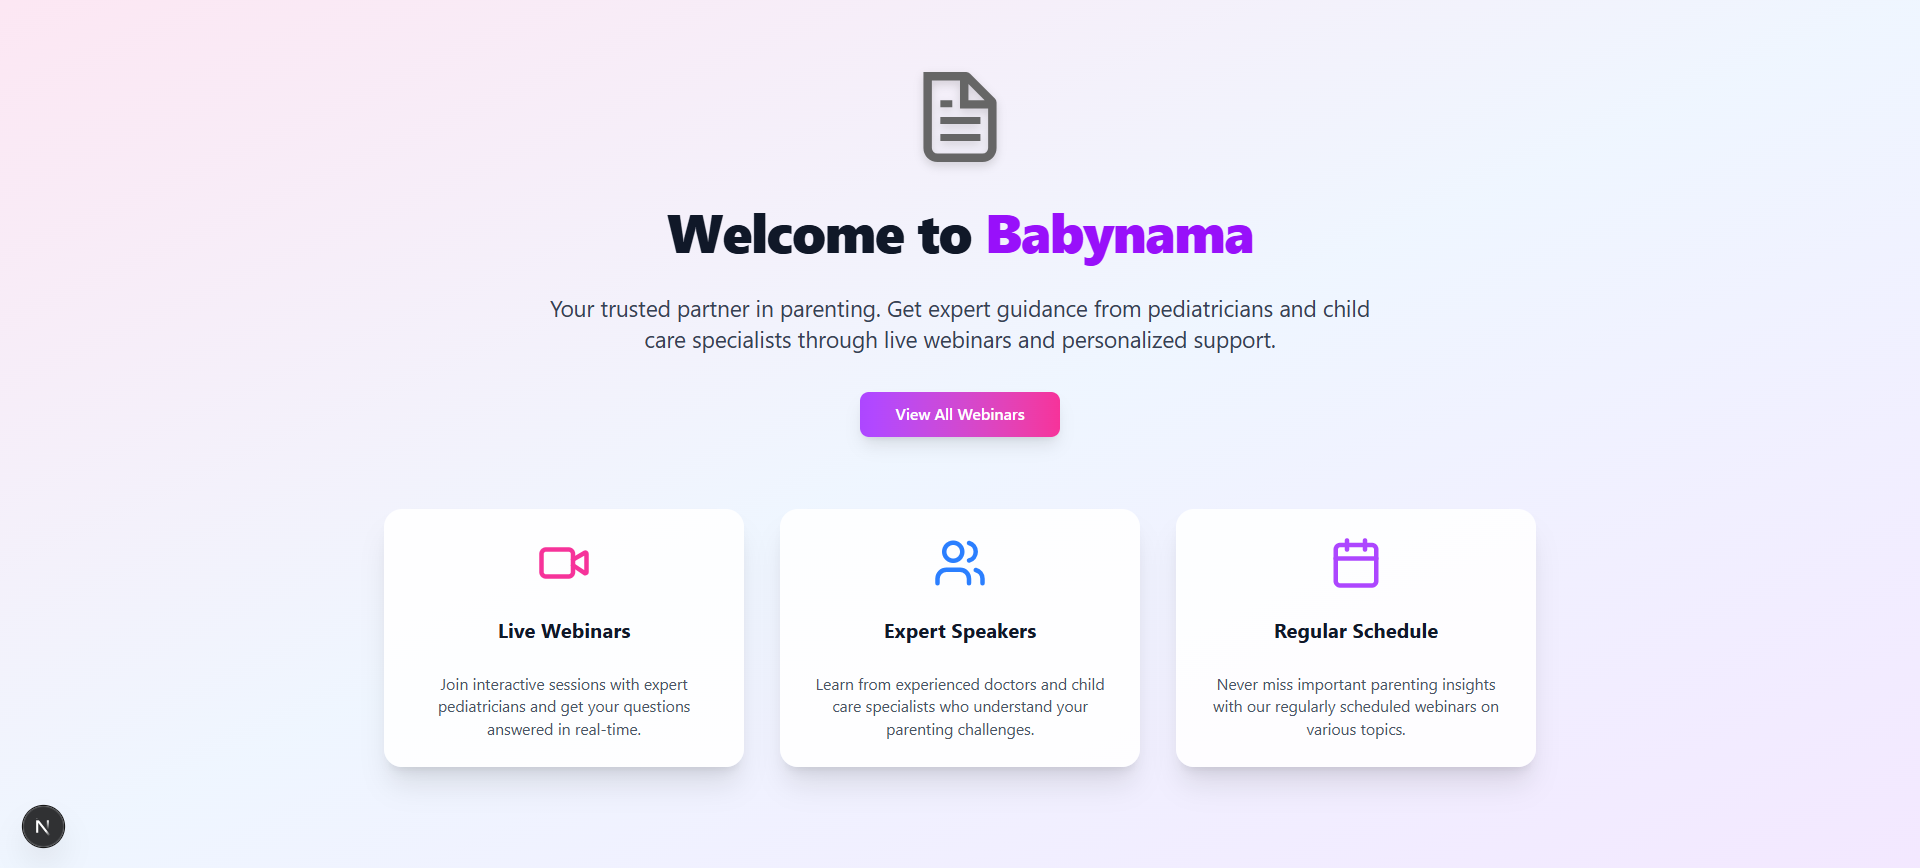 Welcome to Babynama
Your trusted partner in parenting. Get expert guidance from pediatricians and child
care specialists through live webinars and personalized support.
View All Webinars
Live Webinars
Join interactive sessions with expert
pediatricians and get your questions
answered in real-time.
Expert Speakers
Learn from experienced doctors and child
care specialists who understand your
parenting challenges.
Regular Schedule
Never miss important parenting insights
with our regularly scheduled webinars on
various topics.
N